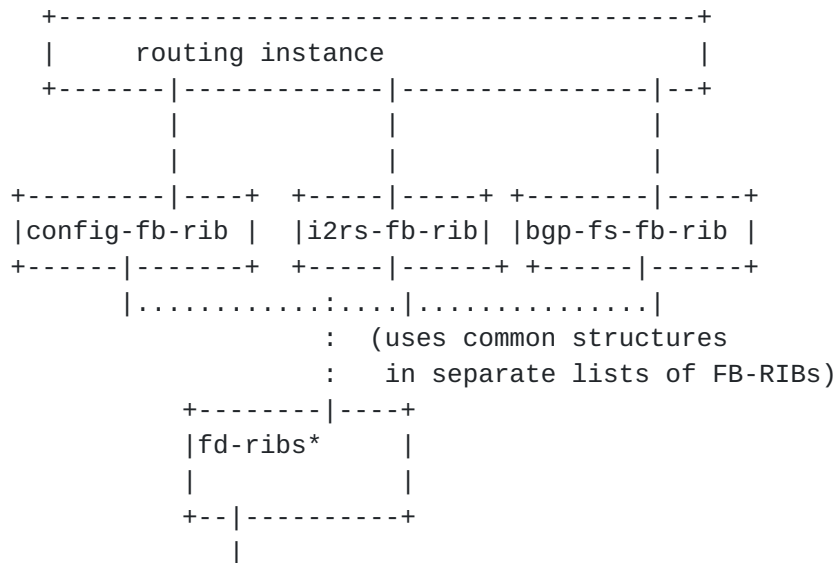 routing instance
config-fb-rib i2rs-fb-rib bgp-fs-fb-rib
(uses common structures
in separate lists of FB-RIBs)
fd-ribs*